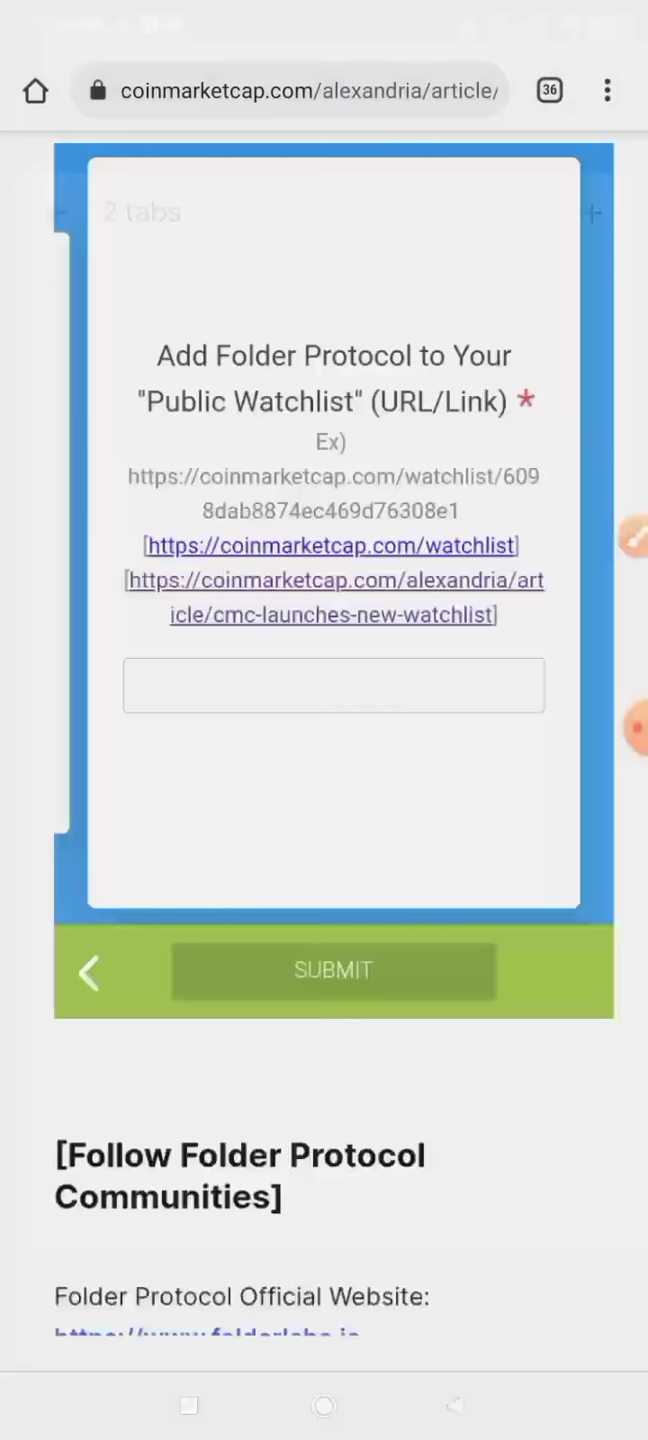 coinmarketcap.com/alexandria/article/
36
2 tabs
Add Folder Protocol to Your
"Public Watchlist" (URL/Link) *
Ex)
https://coinmarketcap.com/watchlist/609
8dab8874ec469d76308e1
[https://coinmarketcap.com/watchlist]
[https://coinmarketcap.com/alexandria/art
icle/cmc-launches-new-watchlist]
SUBMIT
[Follow Folder Protocol
Communities]
Folder Protocol Official Website: